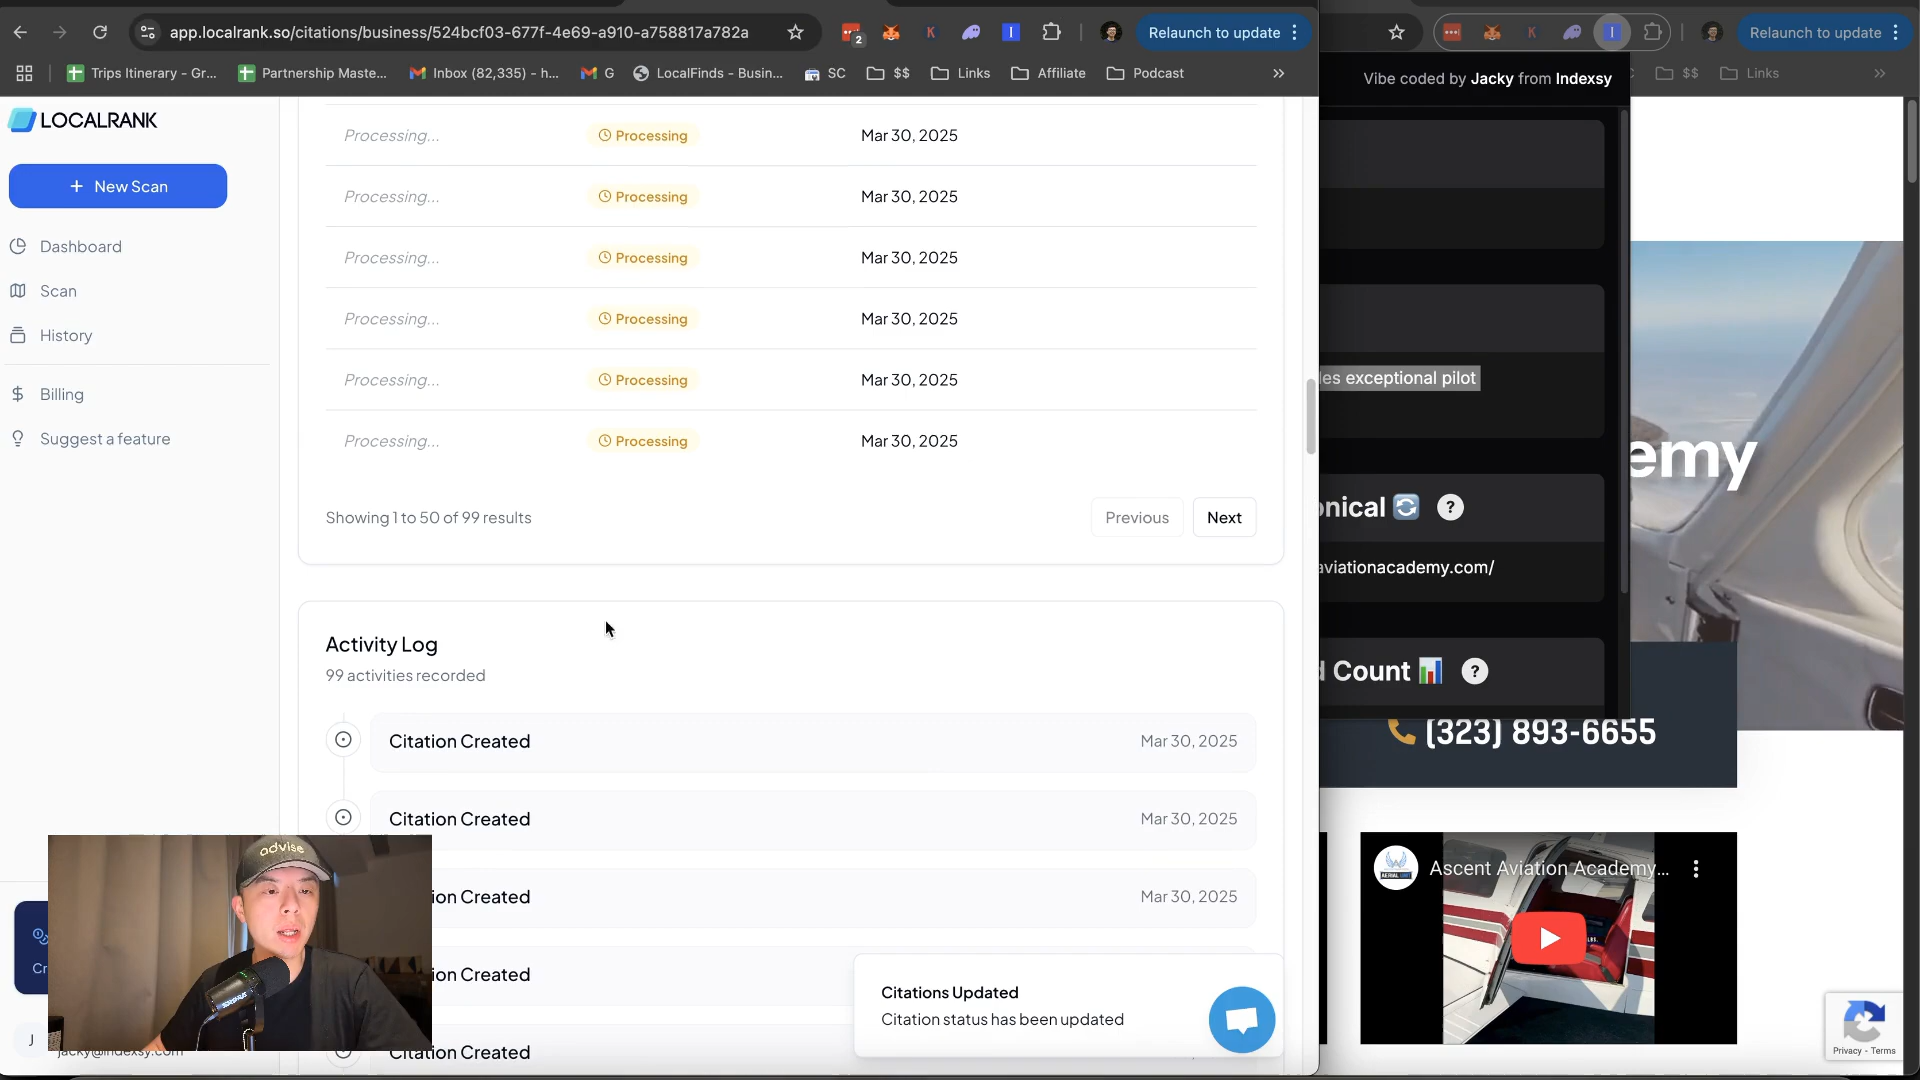 app.localrank.so/citations/business/524bcf03-677f-4e69-a910-a758817a782a
2
K
Relaunch to update
K
Relaunch to update
Trips Itinerary - Gr...
Partnership Maste...
Inbox (82,335) - h...
G
LocalFinds - Busin...
SC
$$
Links
Affiliate
Podcast
»
$$
Links
»
Vibe coded by Jacky from Indexsy
LOCALRANK
+ New Scan
Dashboard
Scan
History
Billing
Suggest a feature
Processing...
Processing
Mar 30, 2025
Processing...
Processing
Mar 30, 2025
Processing...
Processing
Mar 30, 2025
Processing...
Processing
Mar 30, 2025
Processing...
Processing
Mar 30, 2025
Processing...
Processing
Mar 30, 2025
Showing 1 to 50 of 99 results
Previous
Next
Activity Log
99 activities recorded
Citation Created
Mar 30, 2025
Citation Created
Mar 30, 2025
ion Created
Mar 30, 2025
ion Created
Citation Created
Citations Updated
Citation status has been updated
les exceptional pilot
onical ?
aviationacademy.com/
d Count ?
emy
(323) 893-6655
Ascent Aviation Academy...
AERIAL UNIT
Privacy - Terms
advise
Cr
J
jacky@indexsy.com